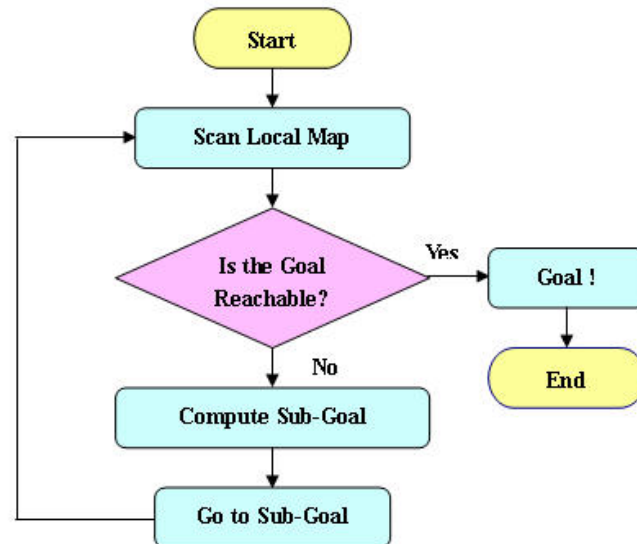 Start
Scan Local Map
Is the Goal
Reachable?
Yes
Goal !
End
No
Compute Sub-Goal
Go to Sub-Goal